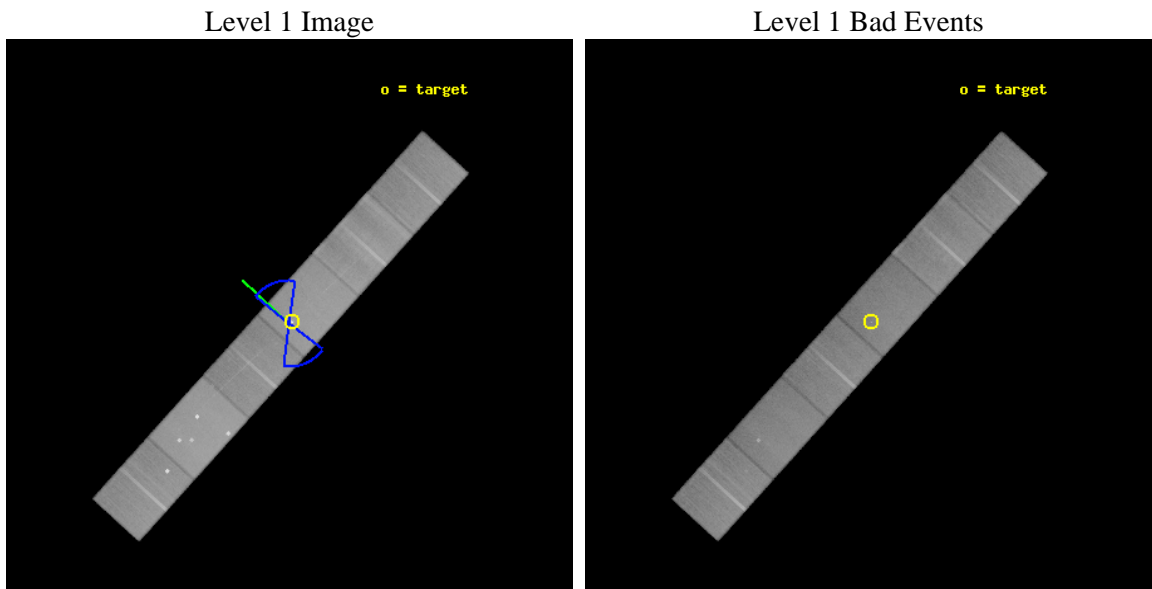 Level 1 Image
Level 1 Bad Events
o = target
o = target